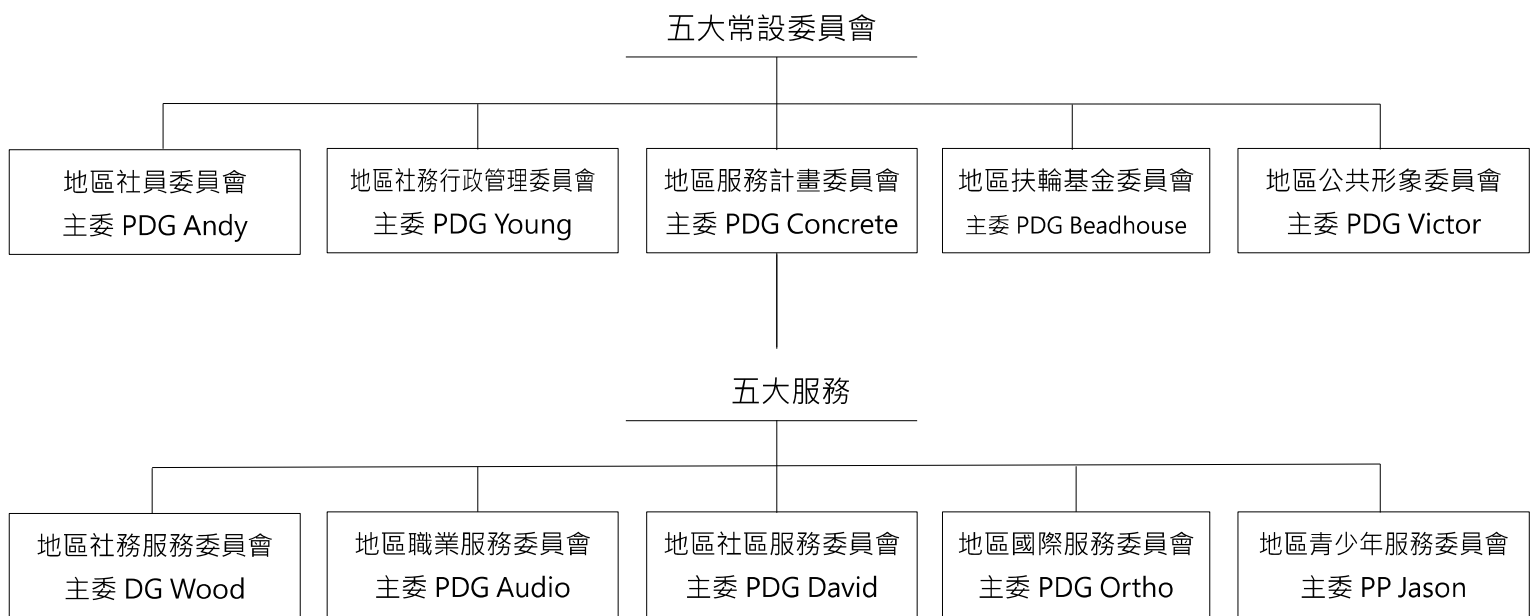 五大常設委員會
地區社員委員會
主委 PDG Andy
地區社務行政管理委員會
主委 PDG Young
地區服務計畫委員會
主委 PDG Concrete
地區扶輪基金委員會
主委 PDG Beadhouse
地區公共形象委員會
主委 PDG Victor
五大服務
地區社務服務委員會
主委 DG Wood
地區職業服務委員會
主委 PDG Audio
地區社區服務委員會
主委 PDG David
地區國際服務委員會
主委 PDG Ortho
地區青少年服務委員會
主委 PP Jason